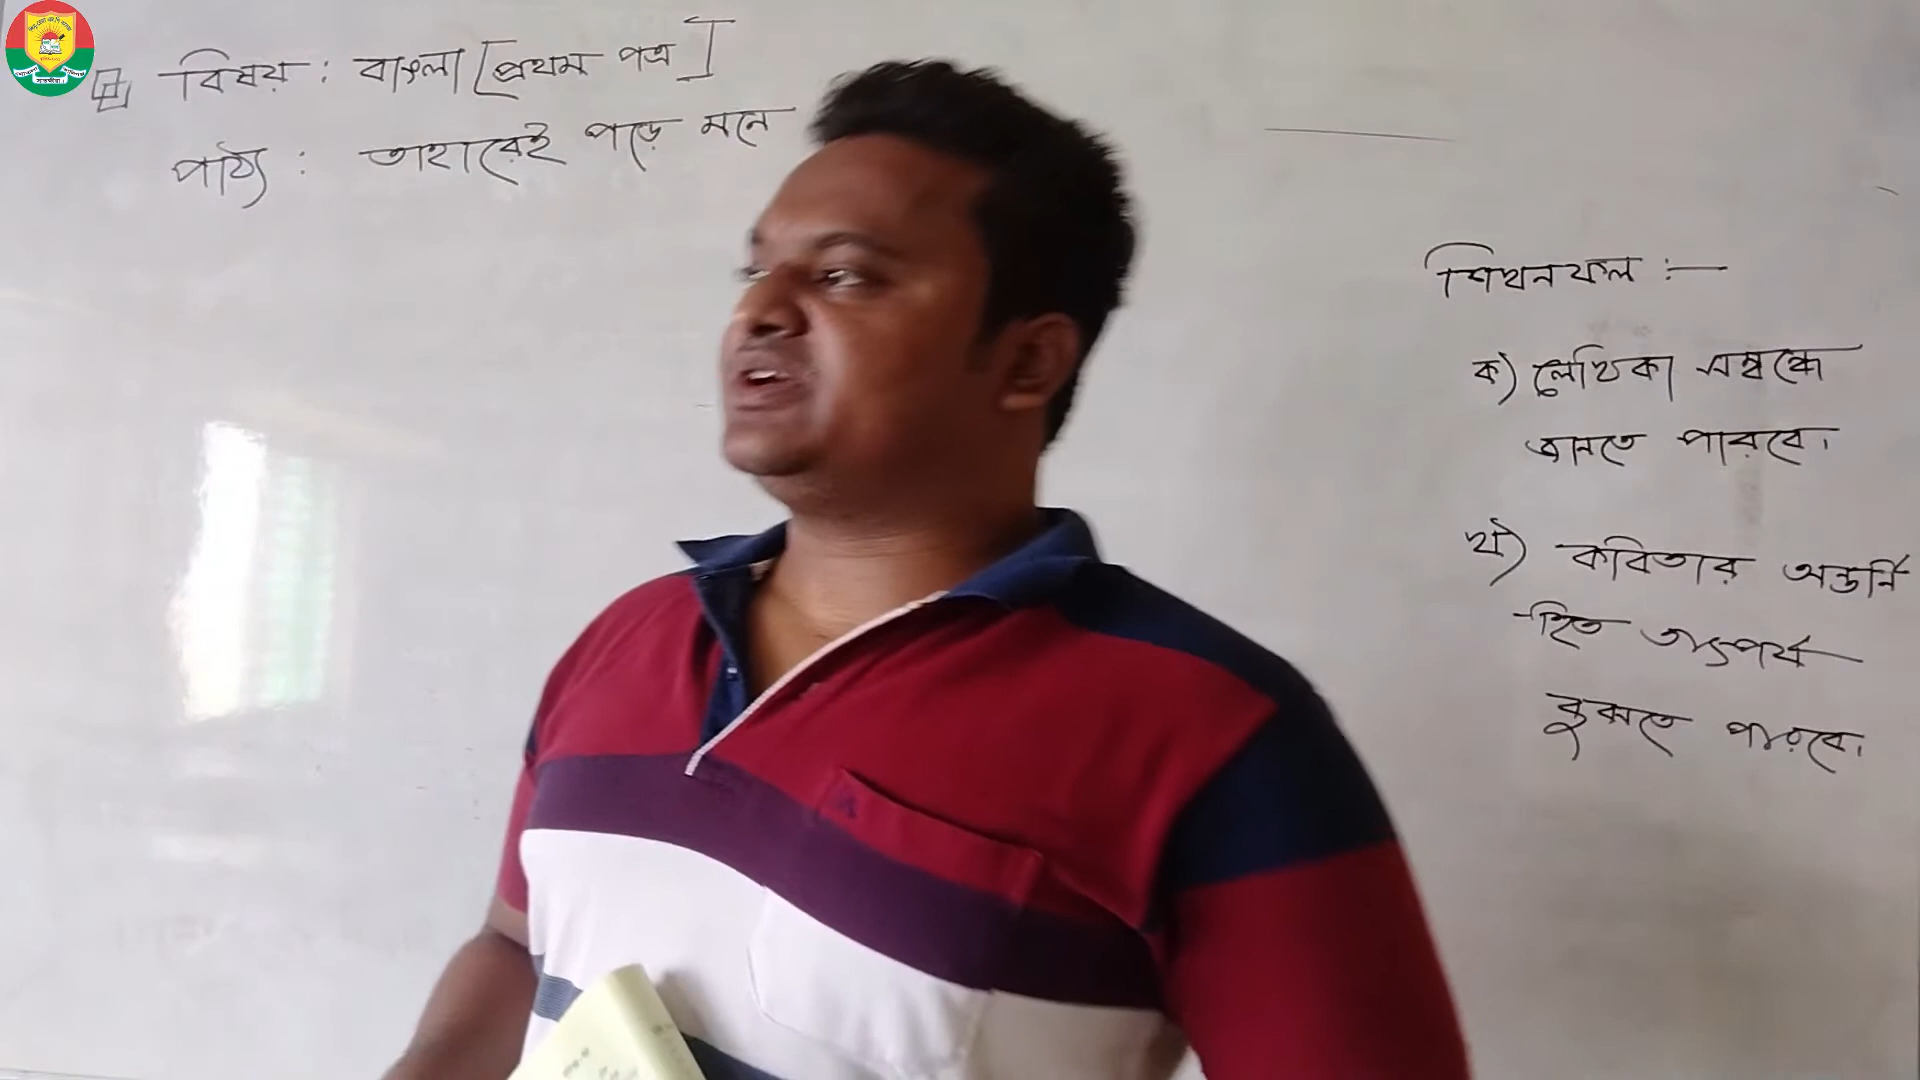 বিষয় : বাংলা [প্রথম পত্র]
পাঠ্য : তাহারেই পড়ে মনে
শিখনফল :—
ক) লেখিকা সম্বন্ধে
জানতে পারবে।
খ) কবিতার অন্তর্নি
-হিত তাৎপর্য
বুঝতে পারবে।